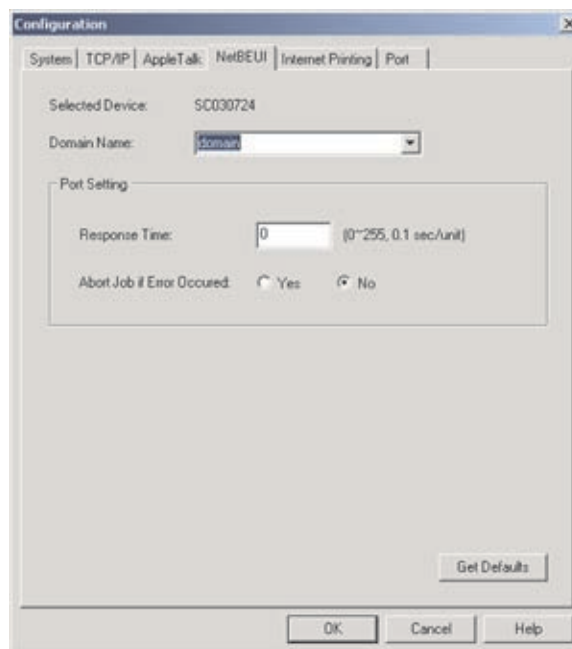 Configuration
System TCP/IP AppleTalk NetBEUI Internet Printing Port
Selected Device: SC030724
Domain Name: domain
Port Setting
Response Time: 0 (0~255, 0.1 sec/unit)
Abort Job if Error Occured: Yes No
Get Defaults
OK Cancel Help